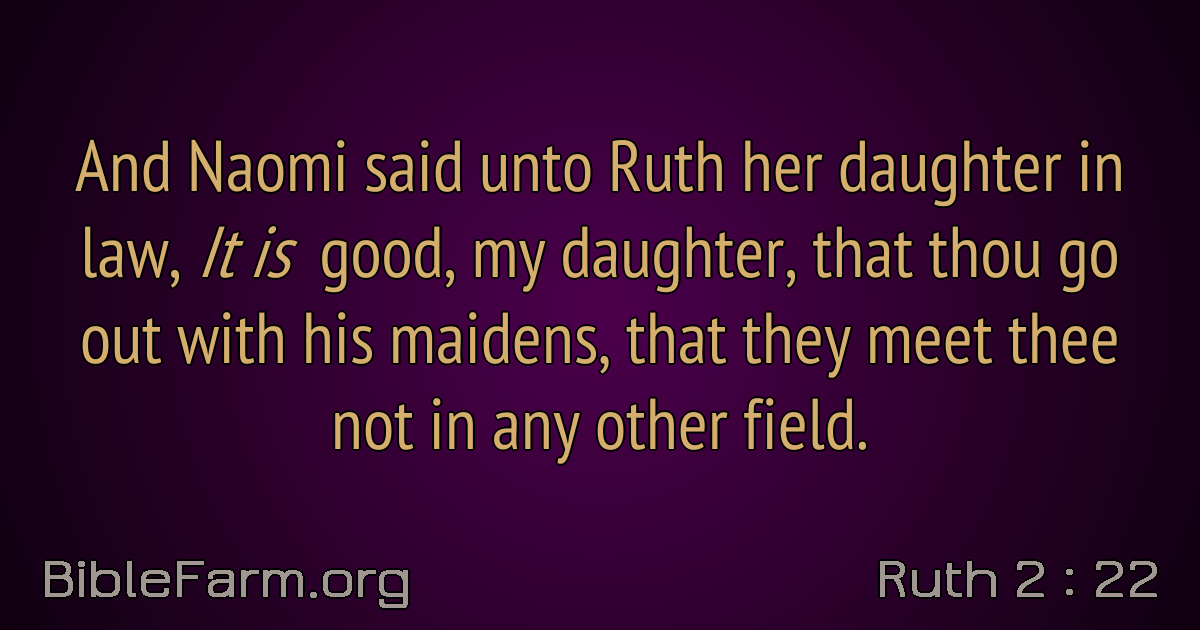 And Naomi said unto Ruth her daughter in
law, It is good, my daughter, that thou go
out with his maidens, that they meet thee
not in any other field.
BibleFarm.org
Ruth 2 : 22